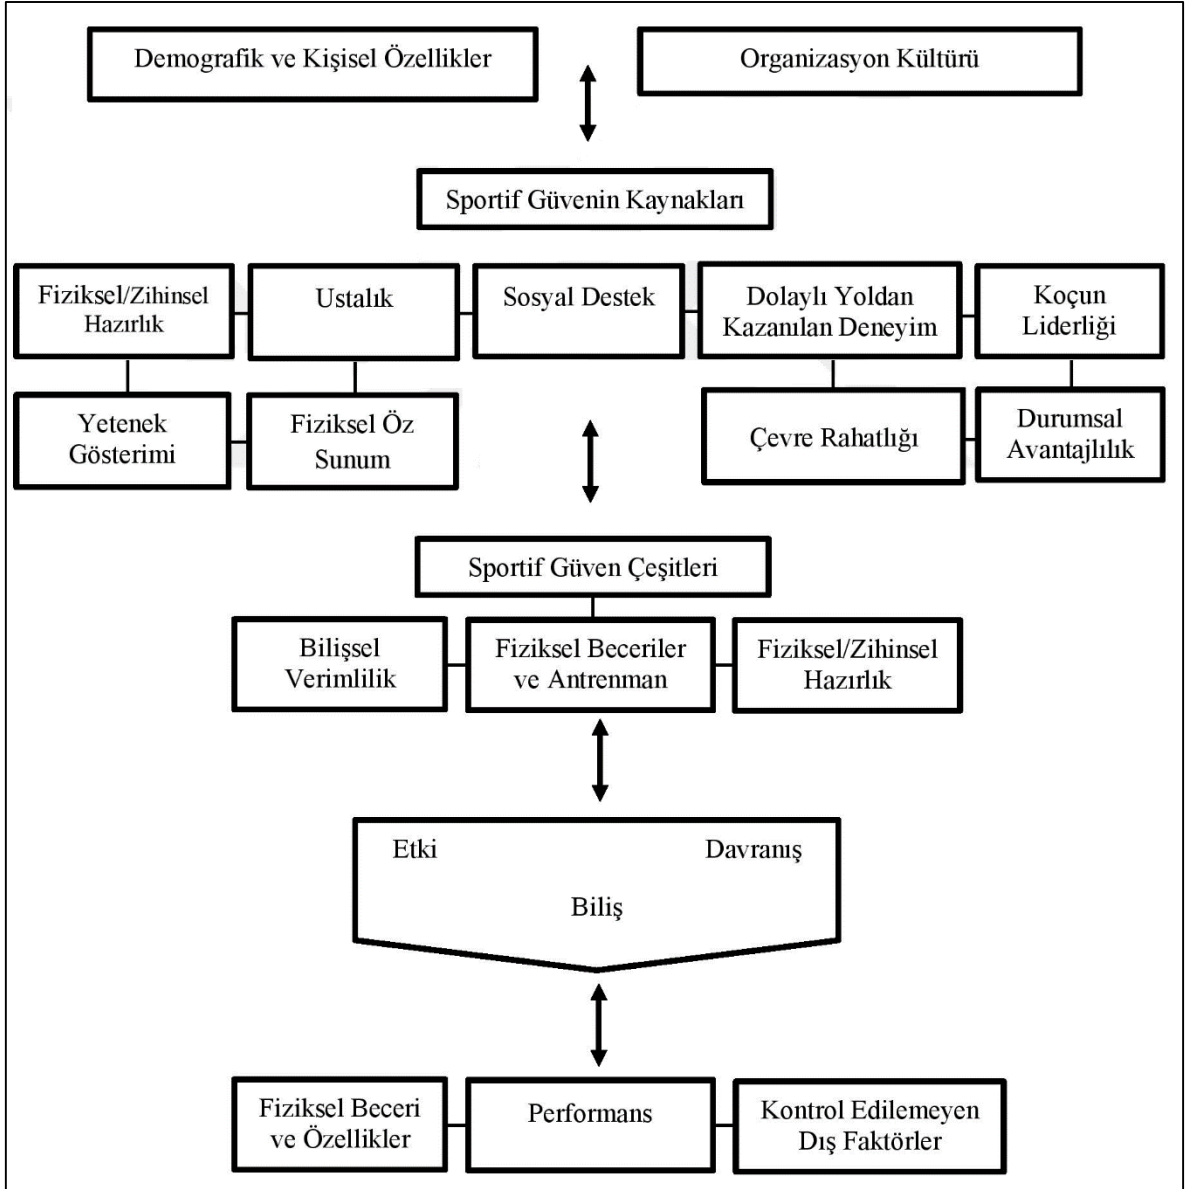 Demografik ve Kişisel Özellikler
Organizasyon Kültürü
Sportif Güvenin Kaynakları
Fiziksel/Zihinsel
Hazırlık
Ustalık
Sosyal Destek
Dolaylı Yoldan
Kazanılan Deneyim
Koçun
Liderliği
Yetenek
Gösterimi
Fiziksel Öz
Sunum
Çevre Rahatlığı
Durumsal
Avantajlılık
Sportif Güven Çeşitleri
Bilişsel
Verimlilik
Fiziksel Beceriler
ve Antrenman
Fiziksel/Zihinsel
Hazırlık
Etki
Davranış
Biliş
Fiziksel Beceri
ve Özellikler
Performans
Kontrol Edilemeyen
Dış Faktörler